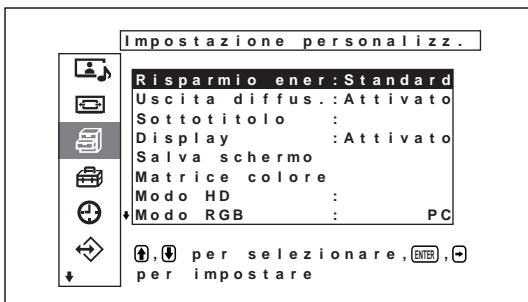 Impostazione personalizz.
Risparmio ener:Standard
Uscita diffus.:Attivato
Sottotitolo :
Display :Attivato
Salva schermo
Matrice colore
Modo HD :
Modo RGB : PC
, per selezionare, ENTER ,
per impostare